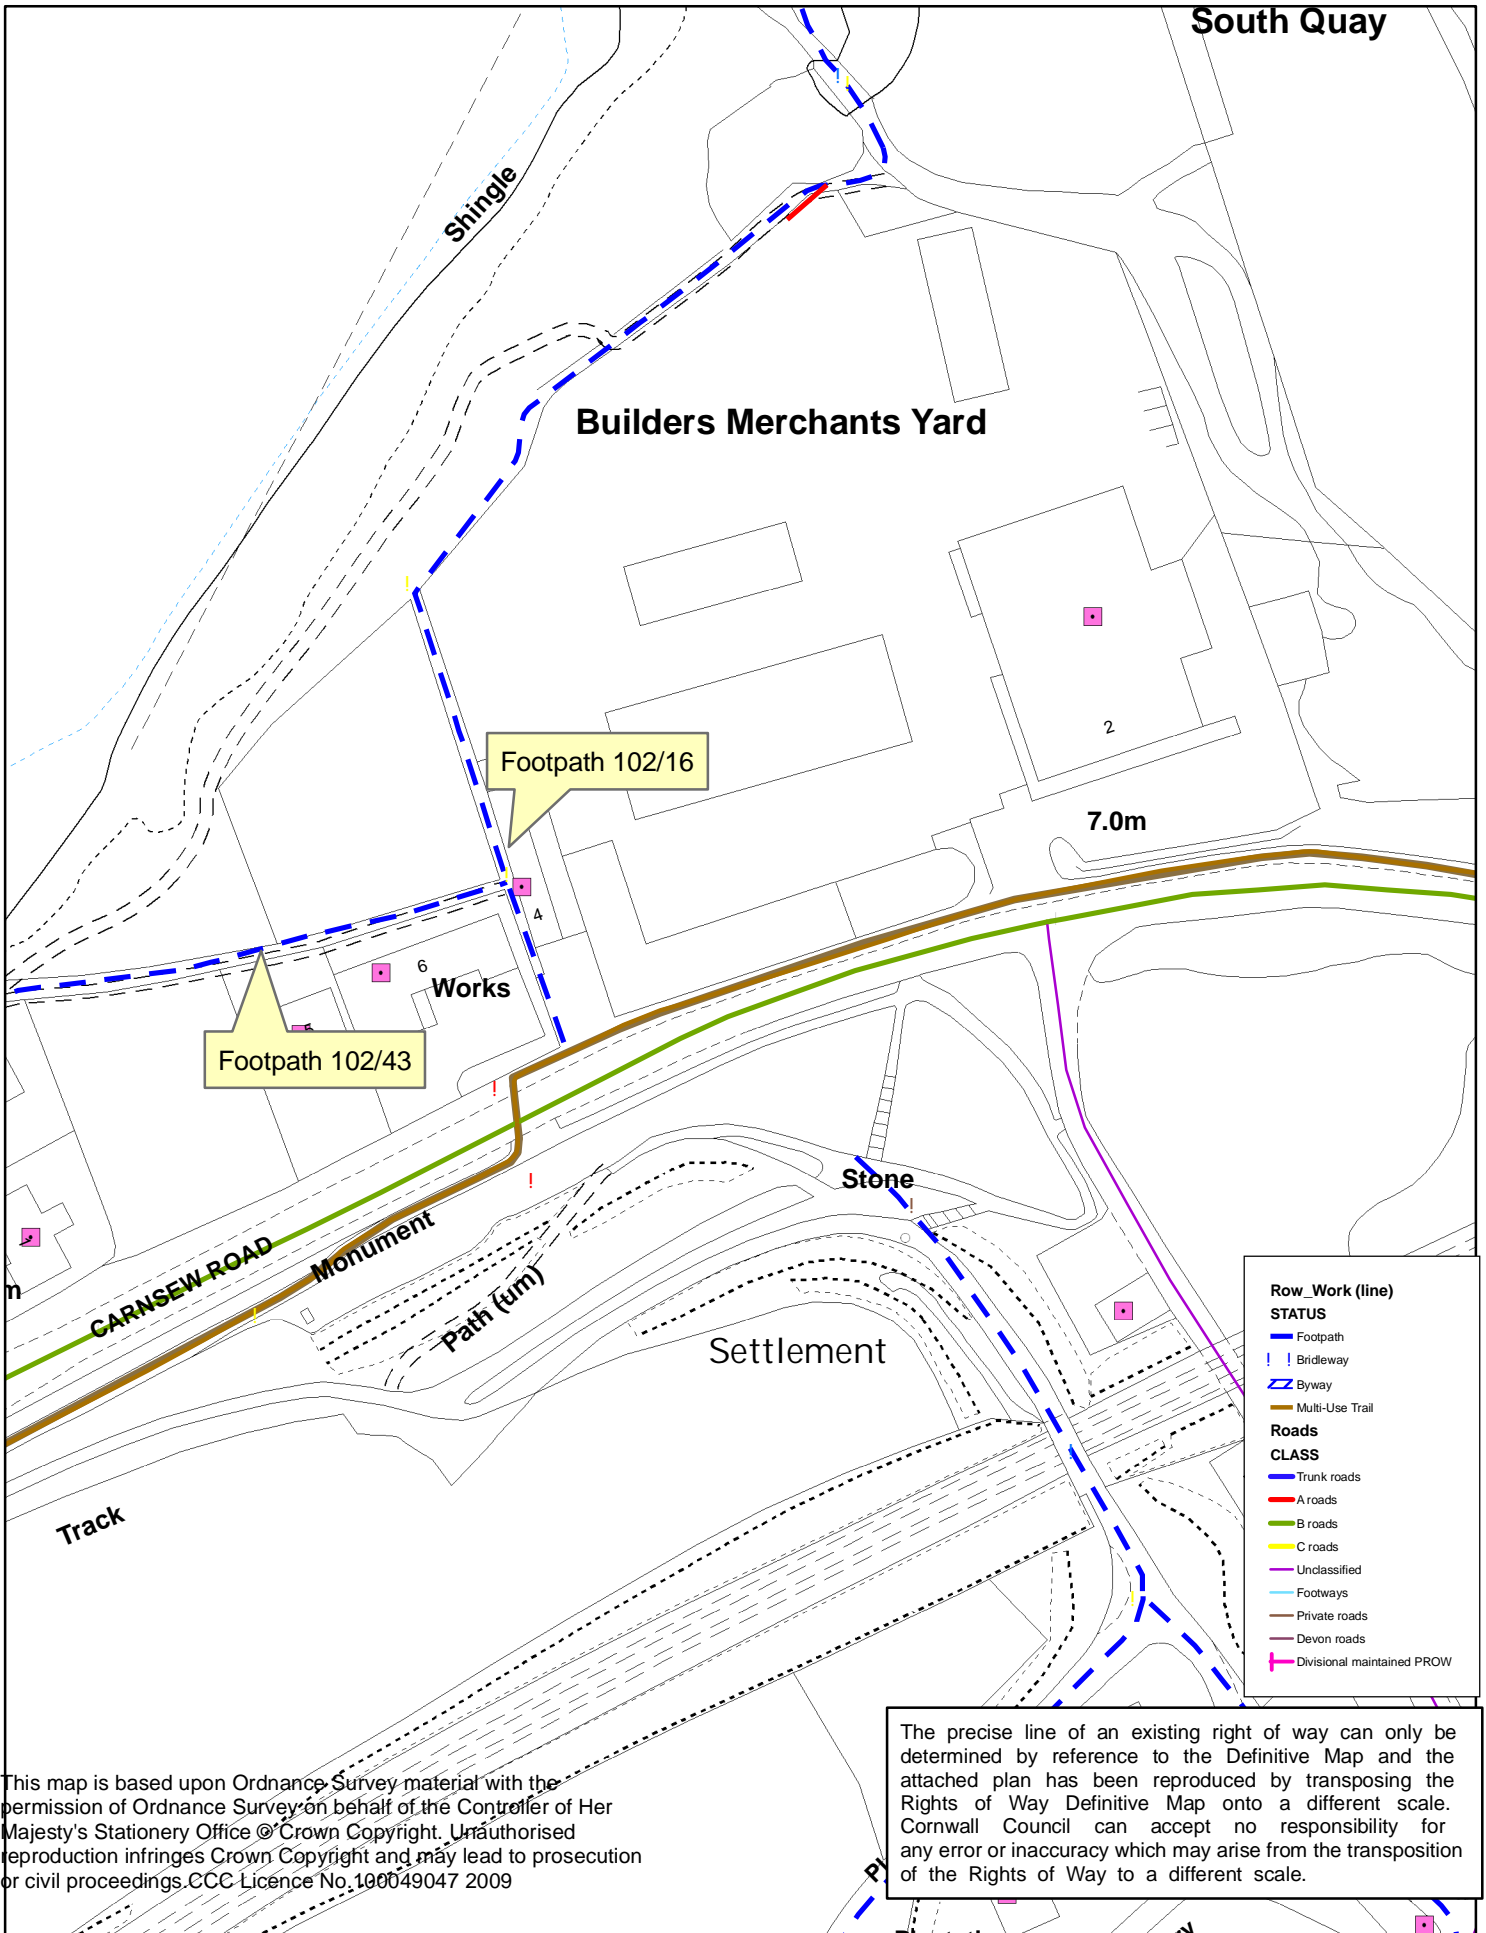 South Quay
Shingle
Builders Merchants Yard
Footpath 102/16
2
7.0m
4
6
Works
5
Footpath 102/43
Stone
Monument
CARNSEW ROAD
Path (um)
Settlement
Track
m
Row_Work (line)
STATUS
Footpath
Bridleway
Byway
Multi-Use Trail
Roads
CLASS
Trunk roads
A roads
B roads
C roads
Unclassified
Footways
Private roads
Devon roads
Divisional maintained PROW
The precise line of an existing right of way can only be
determined by reference to the Definitive Map and the
attached plan has been reproduced by transposing the
Rights of Way Definitive Map onto a different scale.
Cornwall Council can accept no responsibility for
any error or inaccuracy which may arise from the transposition
of the Rights of Way to a different scale.
This map is based upon Ordnance Survey material with the
permission of Ordnance Survey on behalf of the Controller of Her
Majesty's Stationery Office © Crown Copyright. Unauthorised
reproduction infringes Crown Copyright and may lead to prosecution
or civil proceedings.CCC Licence No.100049047 2009